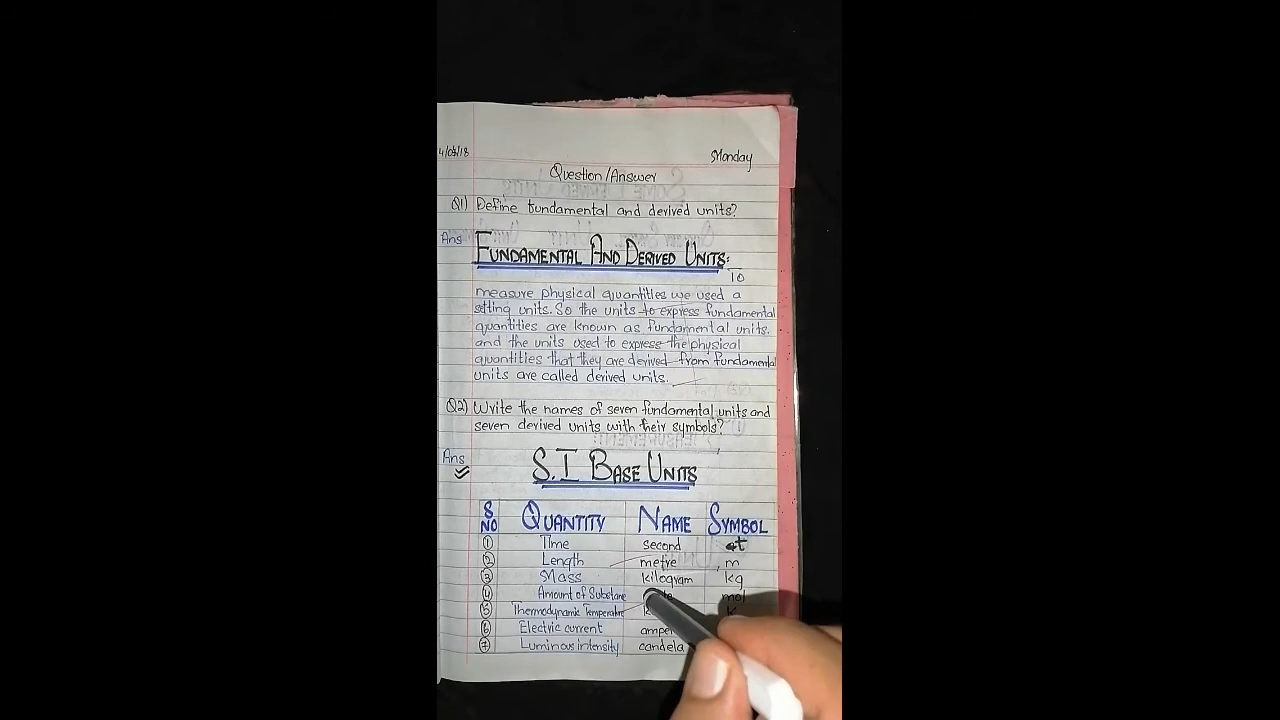 Monday
Question/Answer
Q1) Define fundamental and derived units?
Ans
FUNDAMENTAL AND DERIVED UNITS:
To
measure physical quantities we used a
setting units. So the units to express fundamental
quantities are known as fundamental units.
and the units used to express the physical
quantities that they are derived from fundamental
units are called derived units.
Q2) Write the names of seven fundamental units and
seven derived units with their symbols?
Ans
S.I BASE UNITS
S NO QUANTITY NAME SYMBOL
1 Time second t
2 Length metre m
3 Mass kilogram kg
4 Amount of Substane mol
5 Thermodynamic Temperature K
6 Electric current
7 Luminous intensity candela